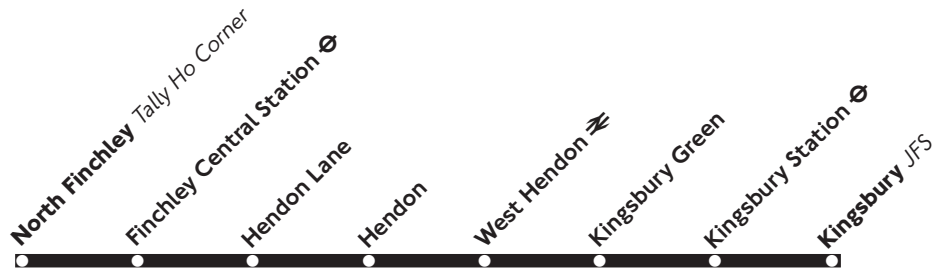 North Finchley Tally Ho Corner
Finchley Central Station
Hendon Lane
Hendon
West Hendon
Kingsbury Green
Kingsbury Station
Kingsbury JFS